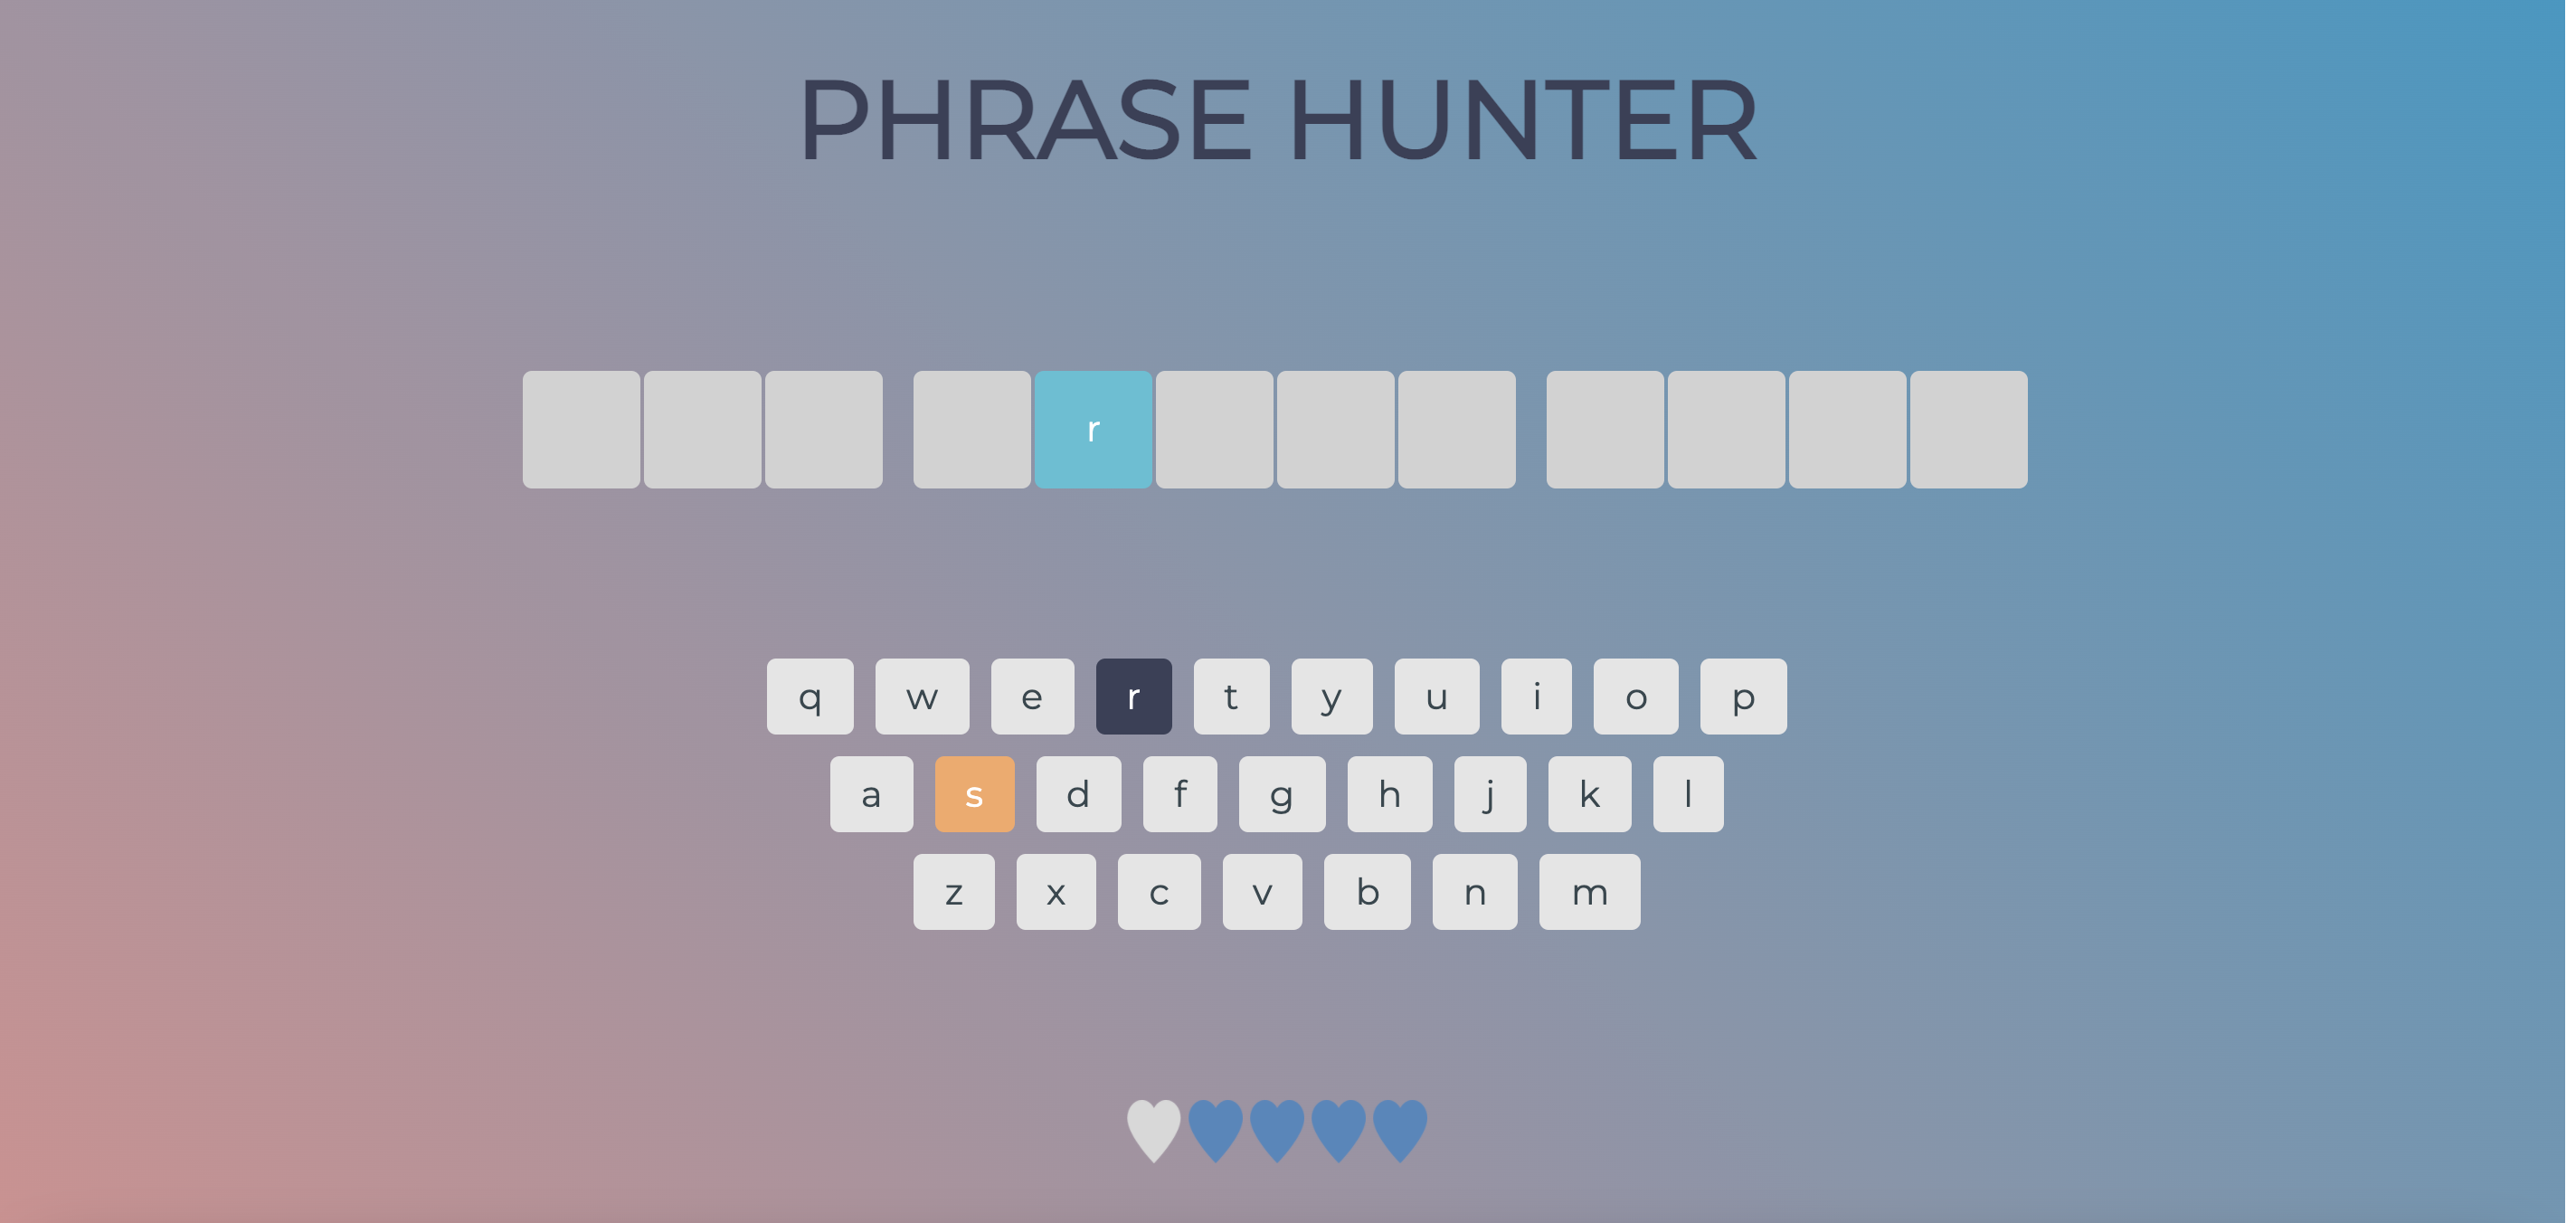 PHRASE HUNTER
r
q w e r t y u i o p
a s d f g h j k l
z x c v b n m